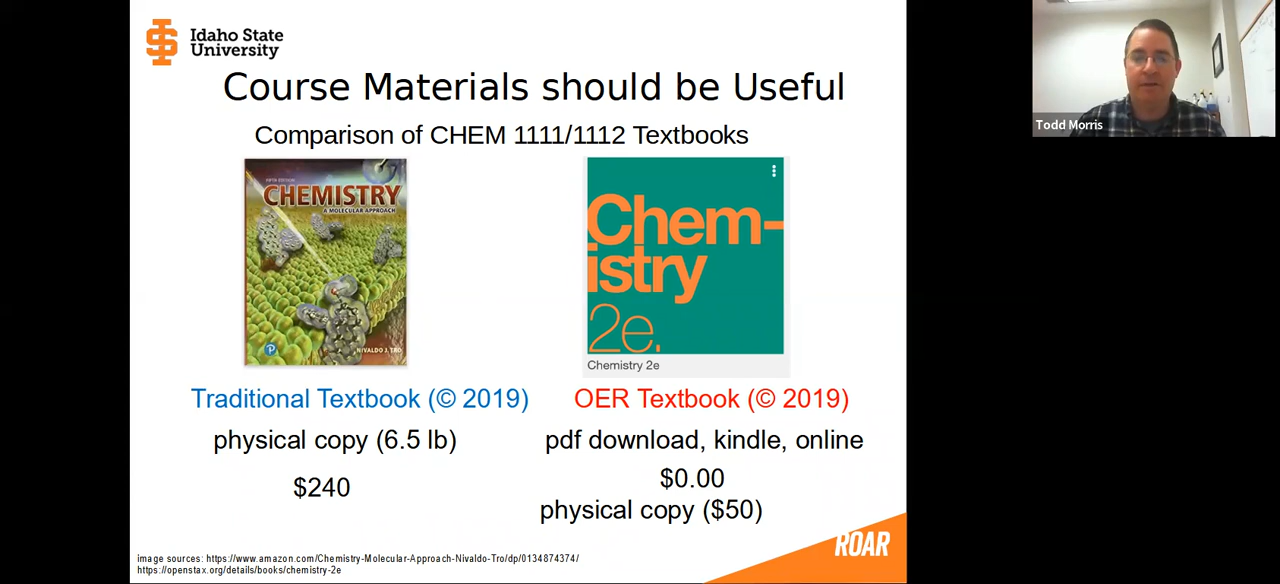 Idaho State
University
Course Materials should be Useful
Comparison of CHEM 1111/1112 Textbooks
FIFTH EDITION
CHEMISTRY
A MOLECULAR APPROACH
P
NIVALDO J. TRO
Chem-
istry
2e.
Chemistry 2e
Traditional Textbook (© 2019)
OER Textbook (© 2019)
physical copy (6.5 lb)
pdf download, kindle, online
$240
$0.00
physical copy ($50)
image sources: https://www.amazon.com/Chemistry-Molecular-Approach-Nivaldo-Tro/dp/0134874374/
https://openstax.org/details/books/chemistry-2e
ROAR
Todd Morris